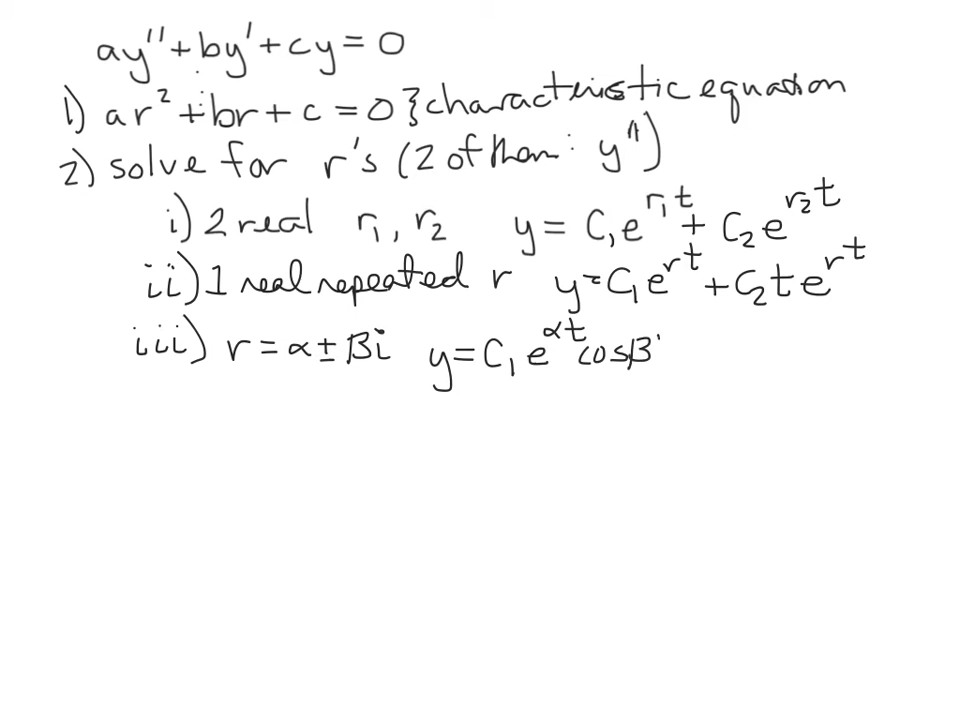 ay'' + by' + cy = 0
1) ar² + br + c = 0 } characteristic equation
2) solve for r's (2 of them: y'')
i) 2 real r₁, r₂ y = C₁e^{r₁t} + C₂e^{r₂t}
ii) 1 real repeated r y = C₁e^{rt} + C₂te^{rt}
iii) r = α ± βi y = C₁e^{αt}cosβ